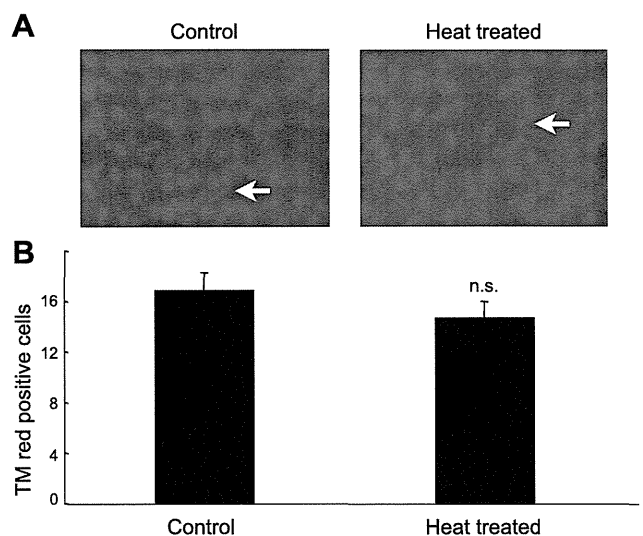 A
Control
Heat treated
B
TM red positive cells
16
12
8
4
0
n.s.
Control
Heat treated